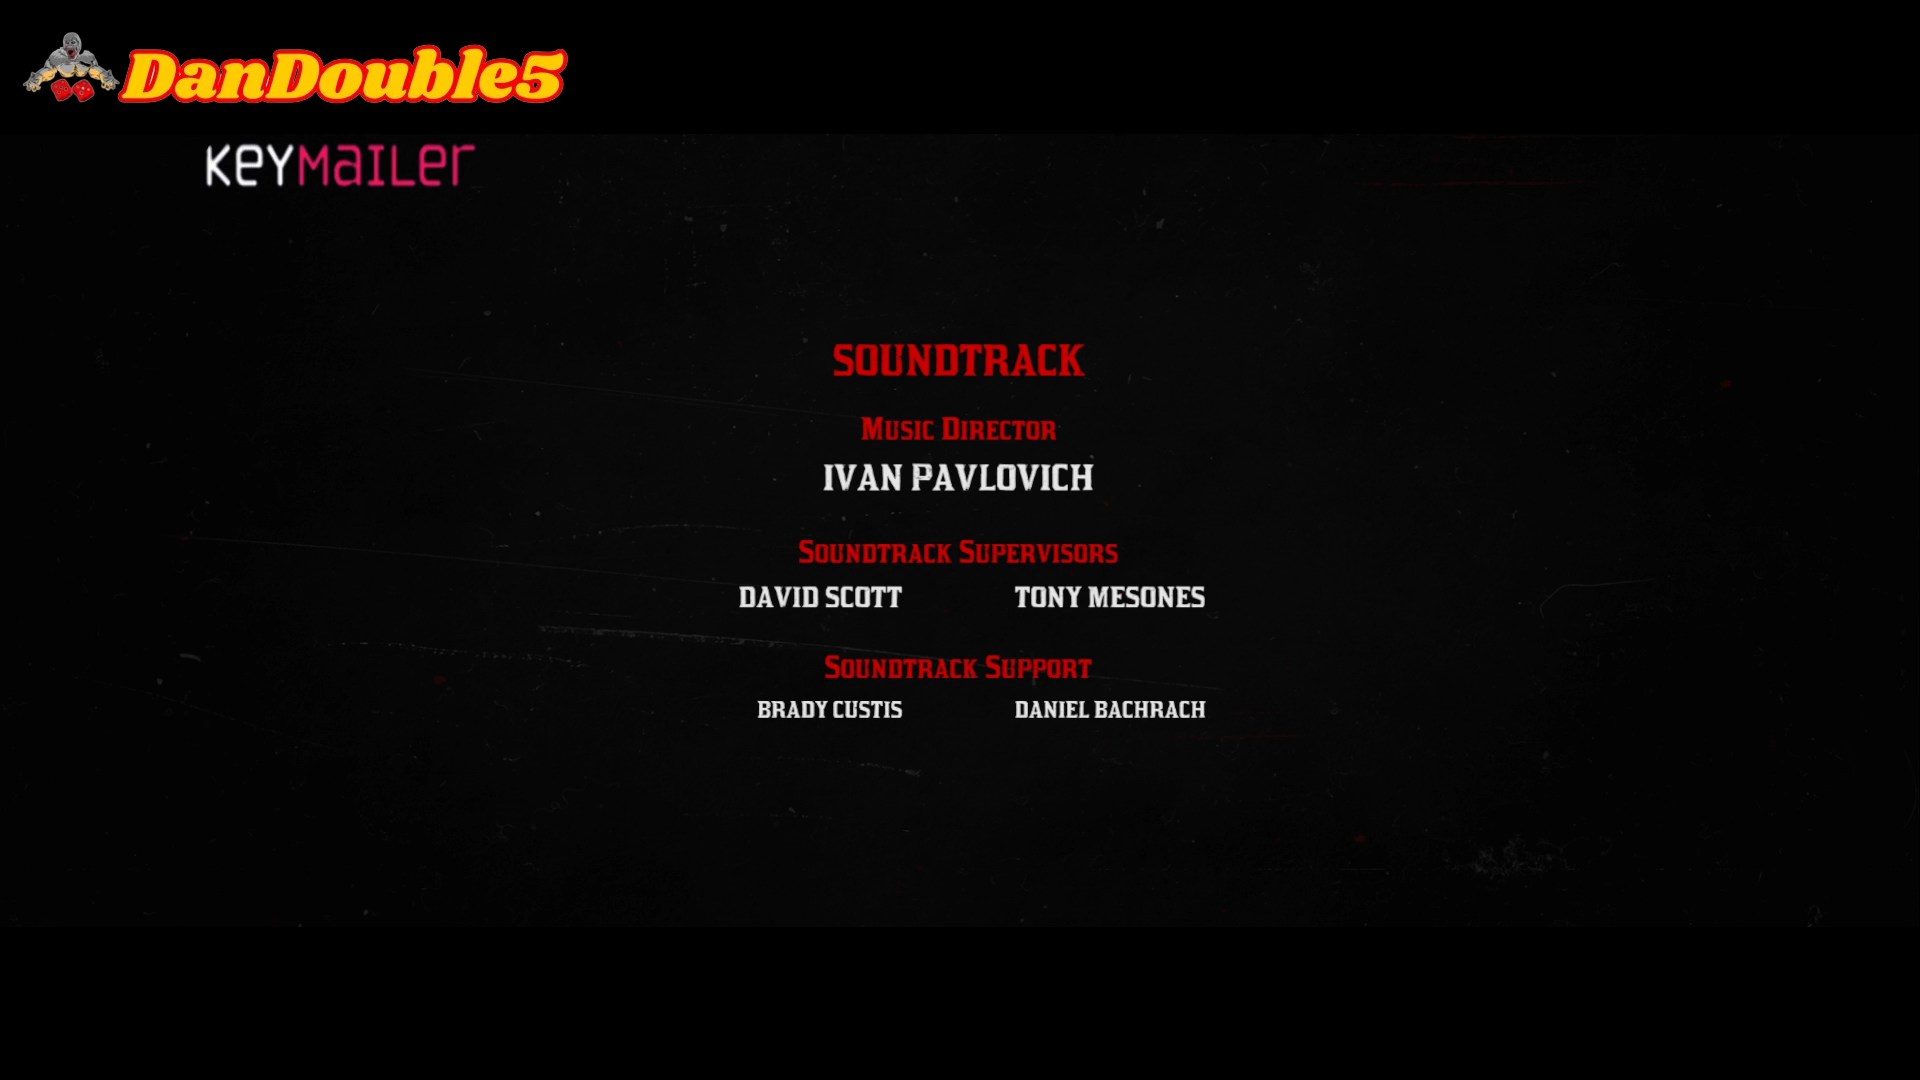 DanDouble5
KEYMAILER
SOUNDTRACK
MUSIC DIRECTOR
IVAN PAVLOVICH
SOUNDTRACK SUPERVISORS
DAVID SCOTT TONY MESONES
SOUNDTRACK SUPPORT
BRADY CUSTIS DANIEL BACHRACH